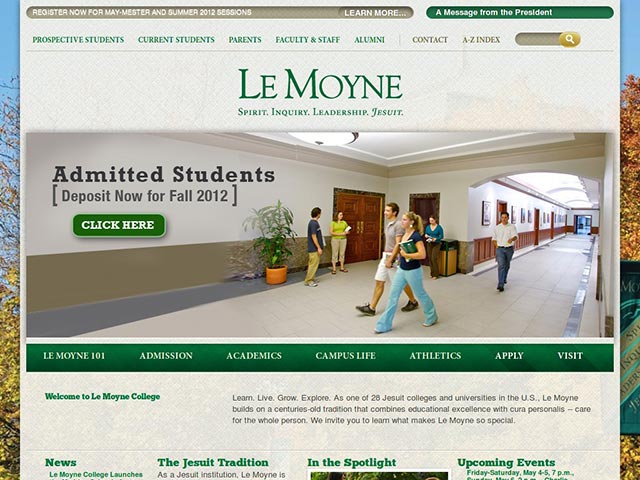 REGISTER NOW FOR MAY-MESTER AND SUMMER 2012 SESSIONS
LEARN MORE...
A Message from the President
PROSPECTIVE STUDENTS CURRENT STUDENTS PARENTS FACULTY & STAFF ALUMNI CONTACT A-Z INDEX
LE MOYNE
SPIRIT. INQUIRY. LEADERSHIP. JESUIT.
Admitted Students
[ Deposit Now for Fall 2012 ]
CLICK HERE
LE MOYNE 101 ADMISSION ACADEMICS CAMPUS LIFE ATHLETICS APPLY VISIT
Welcome to Le Moyne College
Learn. Live. Grow. Explore. As one of 28 Jesuit colleges and universities in the U.S., Le Moyne
builds on a centuries-old tradition that combines educational excellence with cura personalis -- care
for the whole person. We invite you to learn what makes Le Moyne so special.
News
Le Moyne College Launches
The Jesuit Tradition
As a Jesuit institution, Le Moyne is
In the Spotlight
Upcoming Events
Friday-Saturday, May 4-5, 7 p.m.,